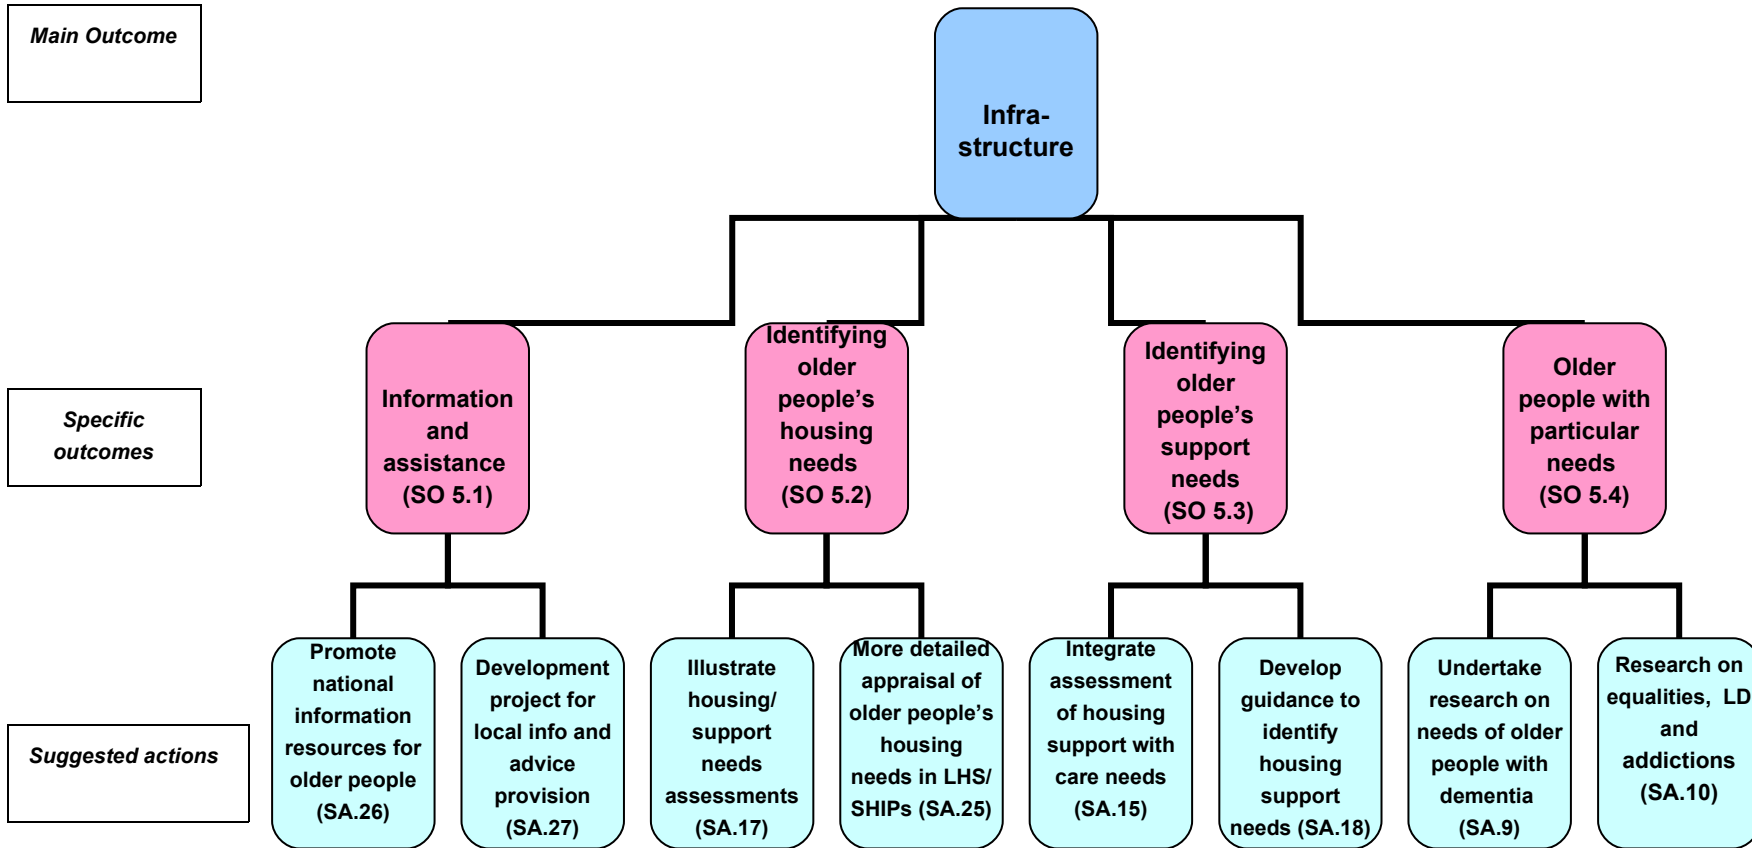 Main Outcome
Infra-
structure
Specific
outcomes
Information
and
assistance
(SO 5.1)
Identifying
older
people’s
housing
needs
(SO 5.2)
Identifying
older
people’s
support
needs
(SO 5.3)
Older
people with
particular
needs
(SO 5.4)
Suggested actions
Promote
national
information
resources for
older people
(SA.26)
Development
project for
local info and
advice
provision
(SA.27)
Illustrate
housing/
support
needs
assessments
(SA.17)
More detailed
appraisal of
older people’s
housing
needs in LHS/
SHIPs (SA.25)
Integrate
assessment
of housing
support with
care needs
(SA.15)
Develop
guidance to
identify
housing
support
needs (SA.18)
Undertake
research on
needs of older
people with
dementia
(SA.9)
Research on
equalities, LD
and
addictions
(SA.10)